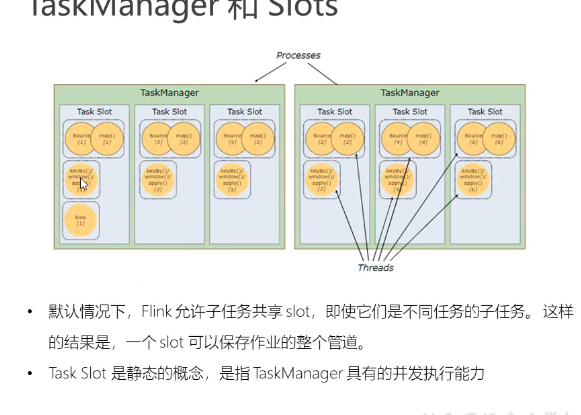 TaskManager 和 Slots
Processes
TaskManager
TaskManager
Task Slot
Task Slot
Task Slot
Task Slot
Task Slot
Task Slot
Source [1]
map() [1]
Source [3]
map() [3]
Source [5]
map() [5]
Source [2]
map() [2]
Source [4]
map() [4]
Source [6]
map() [6]
keyBy()/ window()/ apply()
keyBy()/ window()/ apply() [3]
keyBy()/ window()/ apply() [5]
keyBy()/ window()/ apply() [2]
keyBy()/ window()/ apply() [4]
keyBy()/ window()/ apply() [6]
Sink [1]
Threads
• 默认情况下，Flink 允许子任务共享 slot，即使它们是不同任务的子任务。 这样
的结果是，一个 slot 可以保存作业的整个管道。
• Task Slot 是静态的概念，是指 TaskManager 具有的并发执行能力